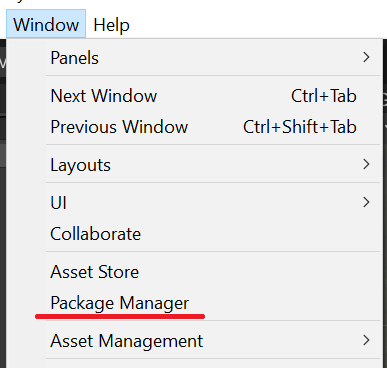 Window Help
Panels
Next Window Ctrl+Tab
Previous Window Ctrl+Shift+Tab
Layouts
UI
Collaborate
Asset Store
Package Manager
Asset Management